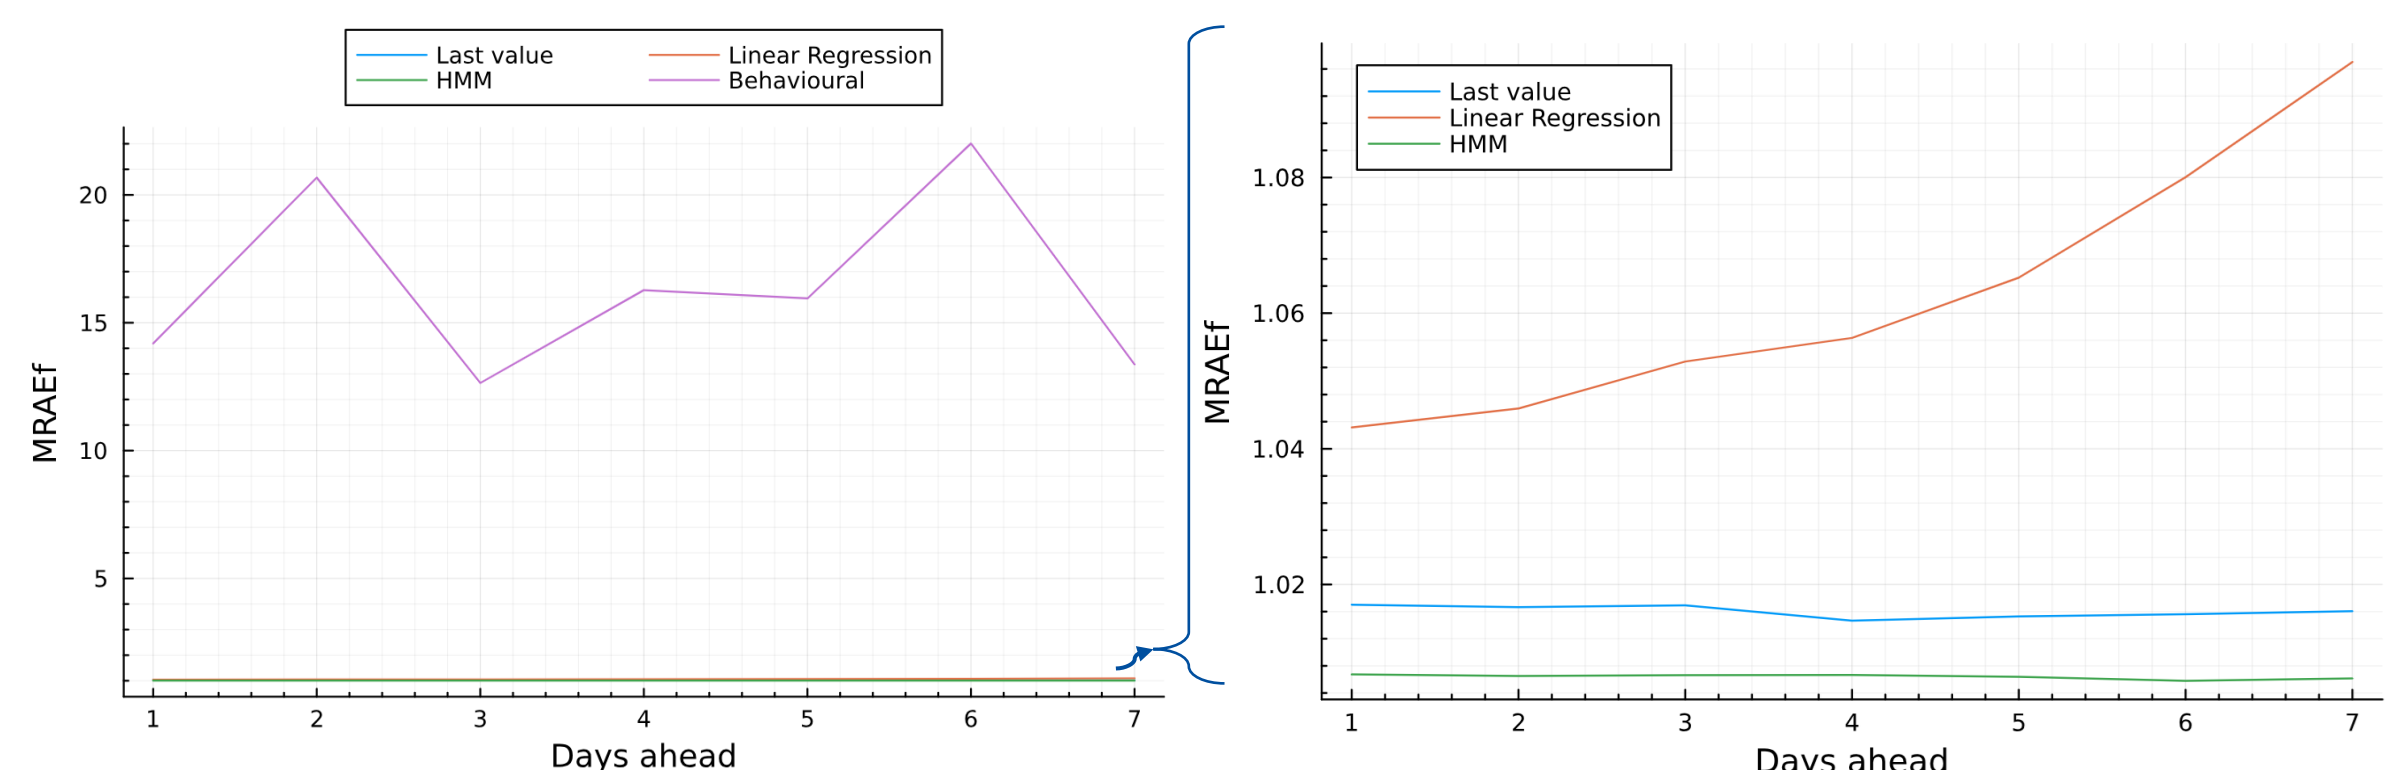 Last value
Linear Regression
HMM
Behavioural
MRAEf
20
15
10
5
1 2 3 4 5 6 7
Days ahead
Last value
Linear Regression
HMM
MRAEf
1.08
1.06
1.04
1.02
1 2 3 4 5 6 7
Days ahead